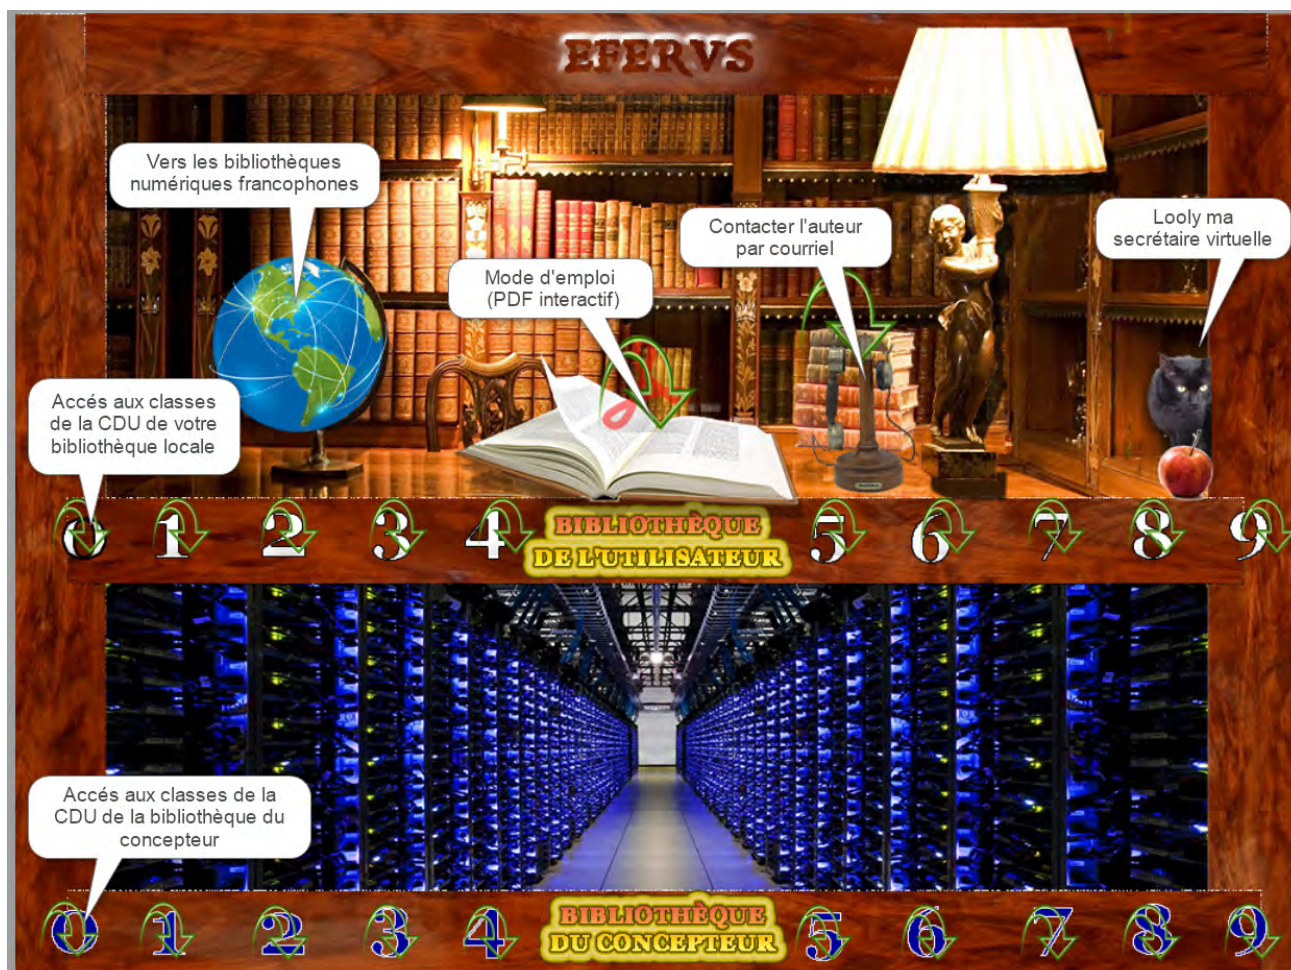 EFERVS
Vers les bibliothèques
numériques francophones
Contacter l'auteur
par courriel
Looly ma
secrétaire virtuelle
Mode d'emploi
(PDF interactif)
Accés aux classes
de la CDU de votre
bibliothèque locale
0 1 2 3 4 BIBLIOTHÈQUE 5 6 7 8 9
DE L'UTILISATEUR
Accés aux classes de la
CDU de la bibliothèque du
concepteur
0 1 2 3 4 BIBLIOTHÈQUE 5 6 7 8 9
DU CONCEPTEUR